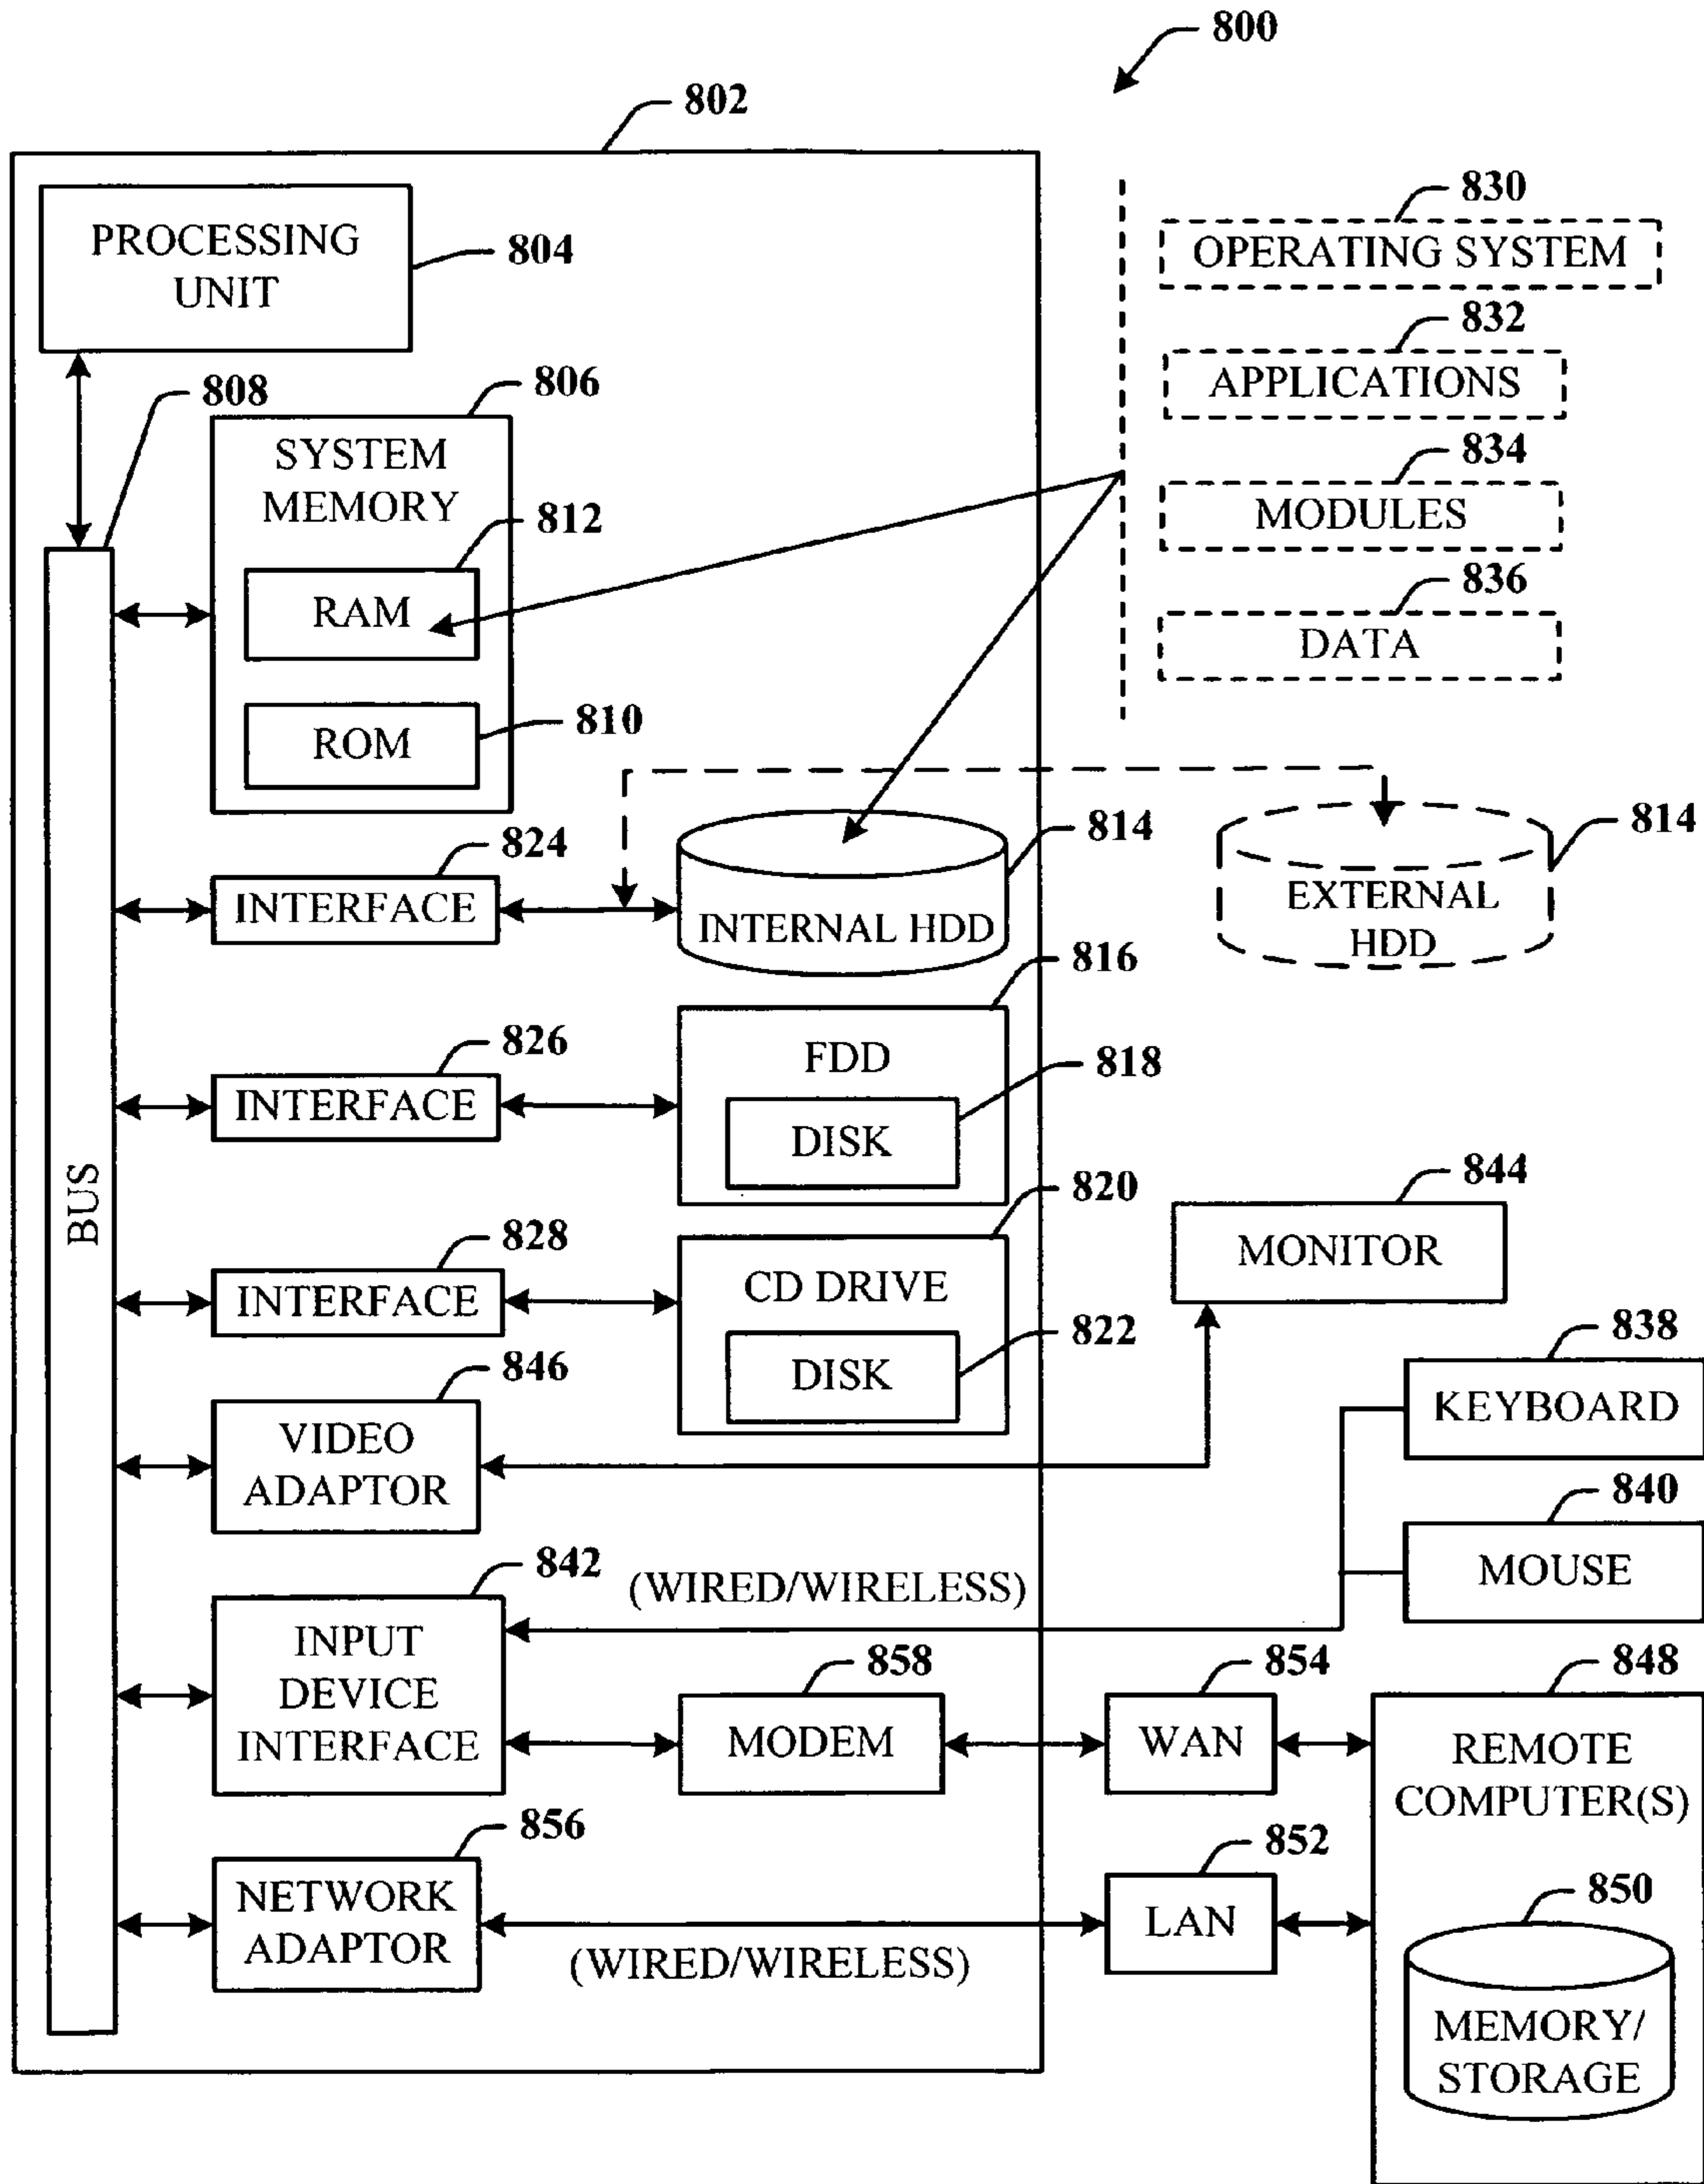 800
802
PROCESSING
UNIT
804
830
OPERATING SYSTEM
832
APPLICATIONS
834
MODULES
836
DATA
808
806
SYSTEM
MEMORY
812
RAM
810
ROM
BUS
824
INTERFACE
814
INTERNAL HDD
814
EXTERNAL
HDD
826
INTERFACE
816
FDD
818
DISK
828
INTERFACE
820
CD DRIVE
822
DISK
844
MONITOR
846
VIDEO
ADAPTOR
838
KEYBOARD
840
MOUSE
842
INPUT
DEVICE
INTERFACE
(WIRED/WIRELESS)
858
MODEM
854
WAN
848
REMOTE
COMPUTER(S)
856
NETWORK
ADAPTOR
(WIRED/WIRELESS)
852
LAN
850
MEMORY/
STORAGE